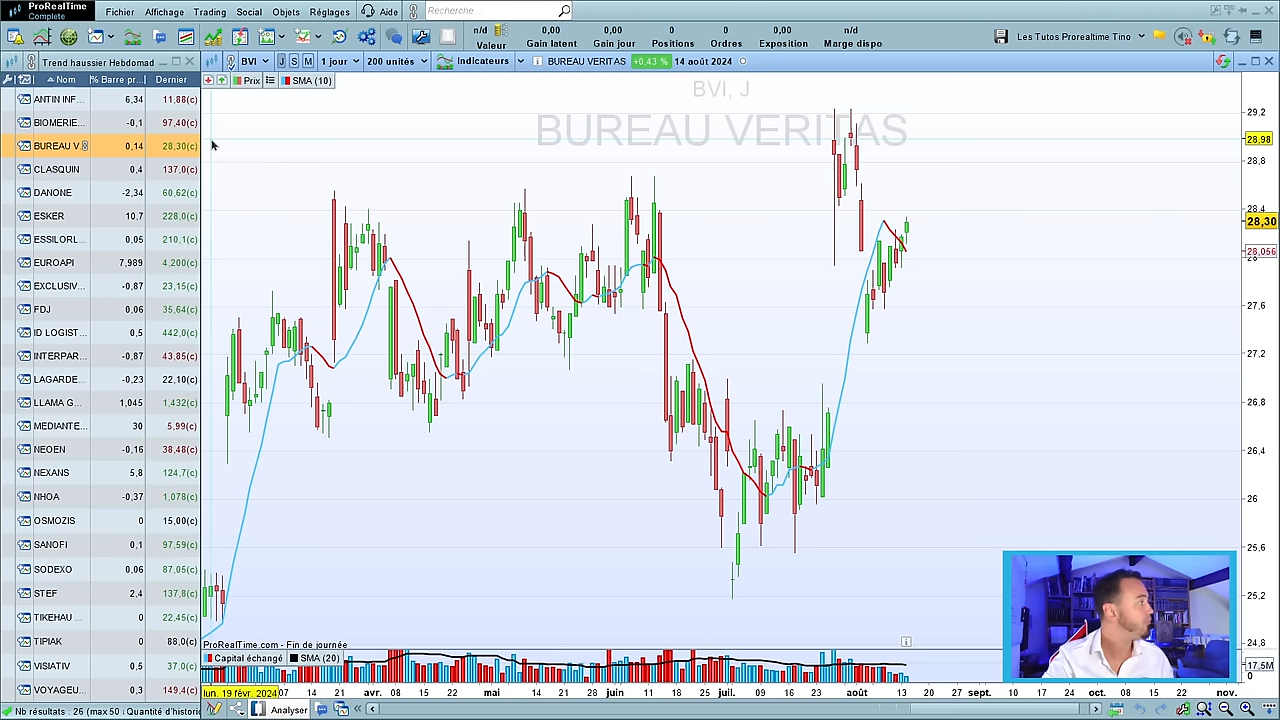 ProRealTime
Complete
Fichier Affichage Trading Social Objets Réglages Aide Recherche ...
n/d
Valeur
0,00
Gain latent
0,00
Gain jour
0,00
Positions
0,00
Ordres
0,00
Exposition
n/d
Marge dispo
Les Tutos Prorealtime Tino
Trend haussier Hebdomad
BVI J S M 1 jour 200 unités Indicateurs BUREAU VERITAS +0,43 % 14 août 2024
Nom % Barre pr... Dernier
Prix SMA (10)
ANTIN INF... 6,34 11,88(c)
BIOMERIE... -0,1 97,40(c)
BUREAU V. 0,14 28,30(c)
CLASQUIN 0,4 137,0(c)
DANONE -2,34 60,62(c)
ESKER 10,7 228,0(c)
ESSILORL... 0,05 210,1(c)
EUROAPI 7,989 4,200(c)
EXCLUSIV... -0,87 23,15(c)
FDJ 0,06 35,64(c)
ID LOGIST... 0,5 442,0(c)
INTERPAR... -0,87 43,85(c)
LAGARDE... -0,23 22,10(c)
LLAMA G... 1,045 1,432(c)
MEDIANTE... 30 5,99(c)
NEOEN -0,16 38,48(c)
NEXANS 5,8 124,7(c)
NHOA -0,37 1,078(c)
OSMOZIS 0 15,00(c)
SANOFI 0,1 97,59(c)
SODEXO 0,06 87,05(c)
STEF 2,4 137,8(c)
TIKEHAU ... 0 22,45(c)
TIPIAK 0 88,0(c)
VISIATIV 0,5 37,0(c)
VOYAGEU... 0,3 149,4(c)
Nb résultats : 26 (max 50 : Quantité d'histori
BVI, J
BUREAU VERITAS
29,2
28,98
28,8
28,4
28,30
28,056
28
27,6
27,2
26,8
26,4
26
25,6
25,2
24,8
ProRealTime.com - Fin de journée
Capital échangé SMA (20)
17,5M
0
lun. 19 févr. 2024 07 14 21 avr. 08 15 22 mai 14 21 28 juin 11 18 25 juil. 09 16 23 août 06 13 20 27 sept. 10 17 24 oct. 08 15 22 nov.
Analyser